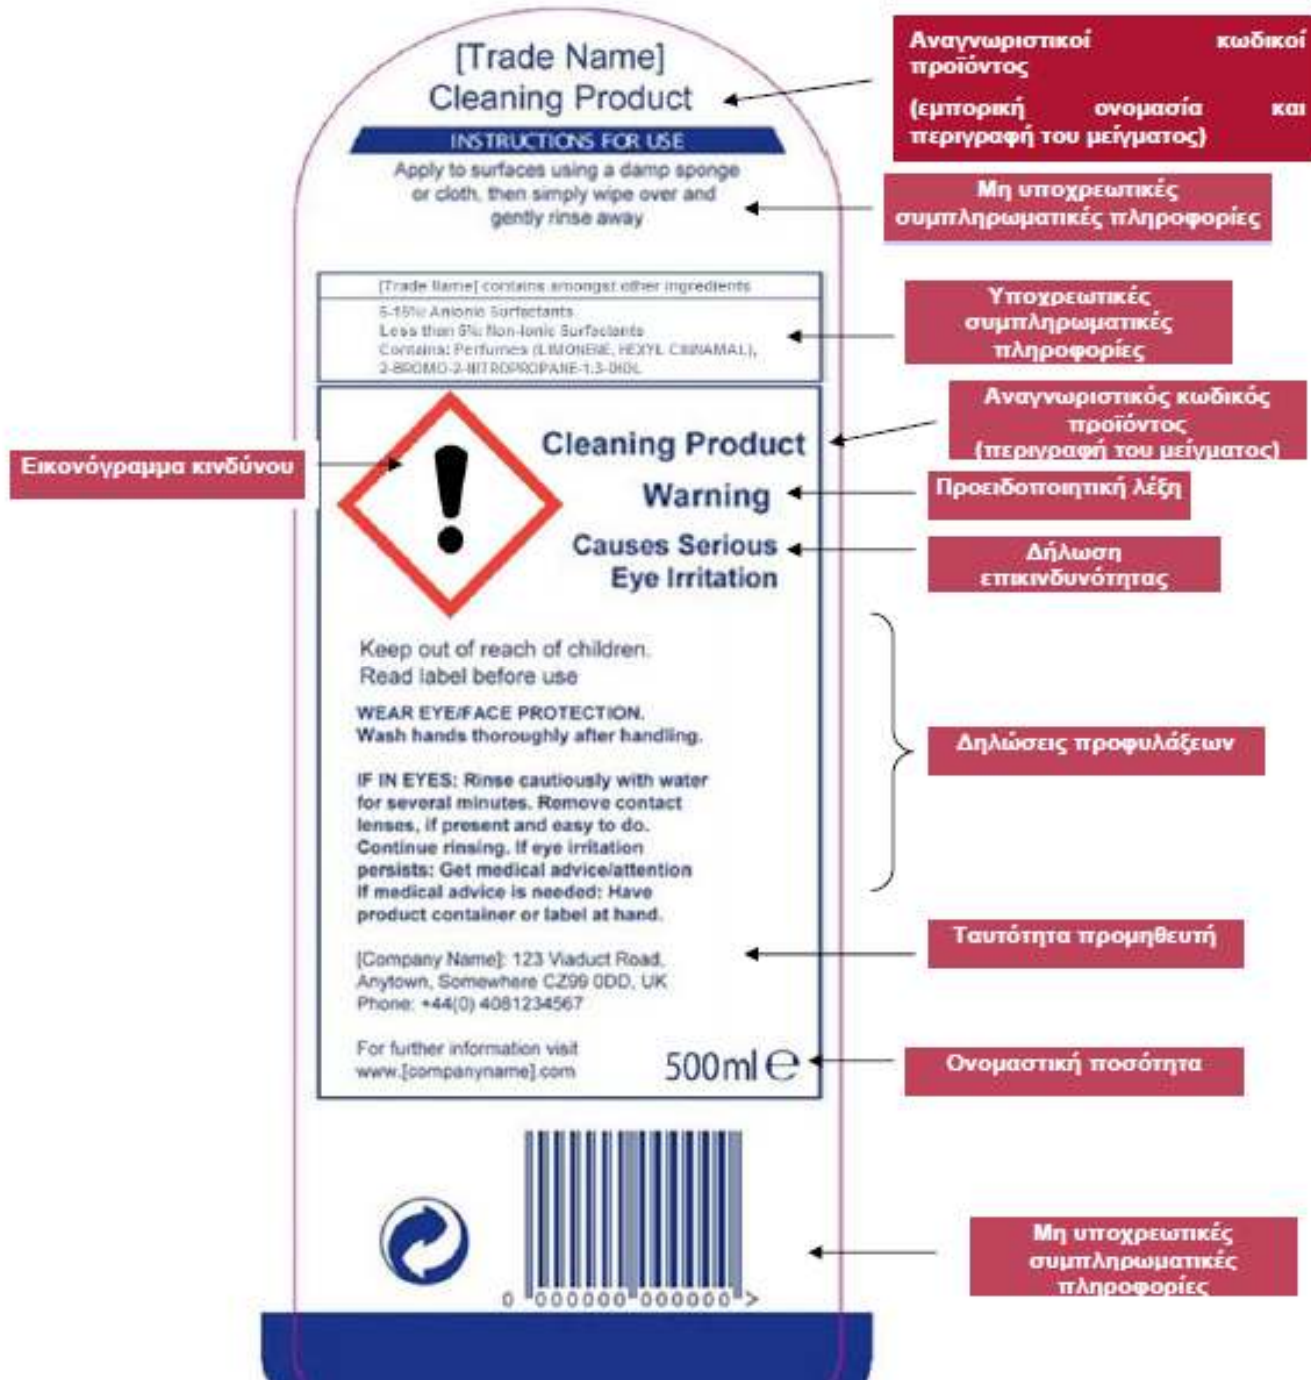 [Trade Name]
Cleaning Product
INSTRUCTIONS FOR USE
Apply to surfaces using a damp sponge
or cloth, then simply wipe over and
gently rinse away
[Trade Name] contains amongst other ingredients
5-15% Anionic Surfactants
Less than 5% Non-Ionic Surfactants
Contains: Perfumes (LIMONENE, HEXYL CINNAMAL),
2-BROMO-2-NITROPROPANE-1,3-DIOL
Cleaning Product
Warning
Causes Serious
Eye Irritation
Keep out of reach of children.
Read label before use
WEAR EYE/FACE PROTECTION.
Wash hands thoroughly after handling.
IF IN EYES: Rinse cautiously with water
for several minutes. Remove contact
lenses, if present and easy to do.
Continue rinsing. If eye irritation
persists: Get medical advice/attention
If medical advice is needed: Have
product container or label at hand.
[Company Name]: 123 Viaduct Road,
Anytown, Somewhere CZ99 0DD, UK
Phone: +44(0) 4081234567
For further information visit
www.[companyname].com
500ml ℮
0 000000 000000 >
Εικονόγραμμα κινδύνου
Αναγνωριστικοί κωδικοί
προϊόντος
(εμπορική ονομασία και
περιγραφή του μείγματος)
Μη υποχρεωτικές
συμπληρωματικές πληροφορίες
Υποχρεωτικές
συμπληρωματικές
πληροφορίες
Αναγνωριστικός κωδικός
προϊόντος
(περιγραφή του μείγματος)
Προειδοποιητική λέξη
Δήλωση
επικινδυνότητας
Δηλώσεις προφυλάξεων
Ταυτότητα προμηθευτή
Ονομαστική ποσότητα
Μη υποχρεωτικές
συμπληρωματικές
πληροφορίες